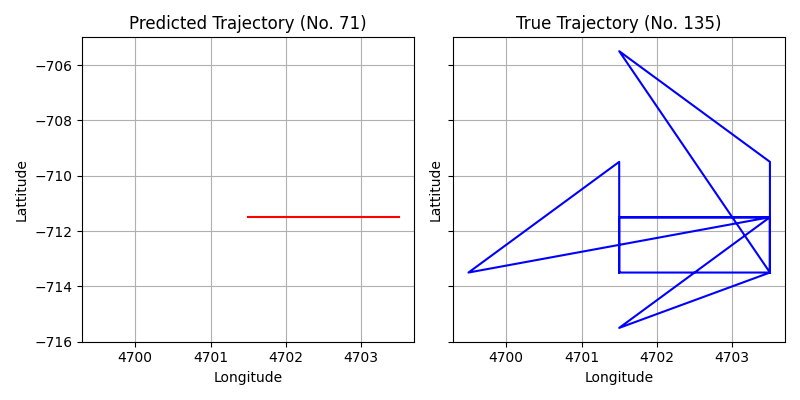 Predicted Trajectory (No. 71)
True Trajectory (No. 135)
Lattitude
−706
−708
−710
−712
−714
−716
4700
4701
4702
4703
Longitude
Lattitude
4700
4701
4702
4703
Longitude